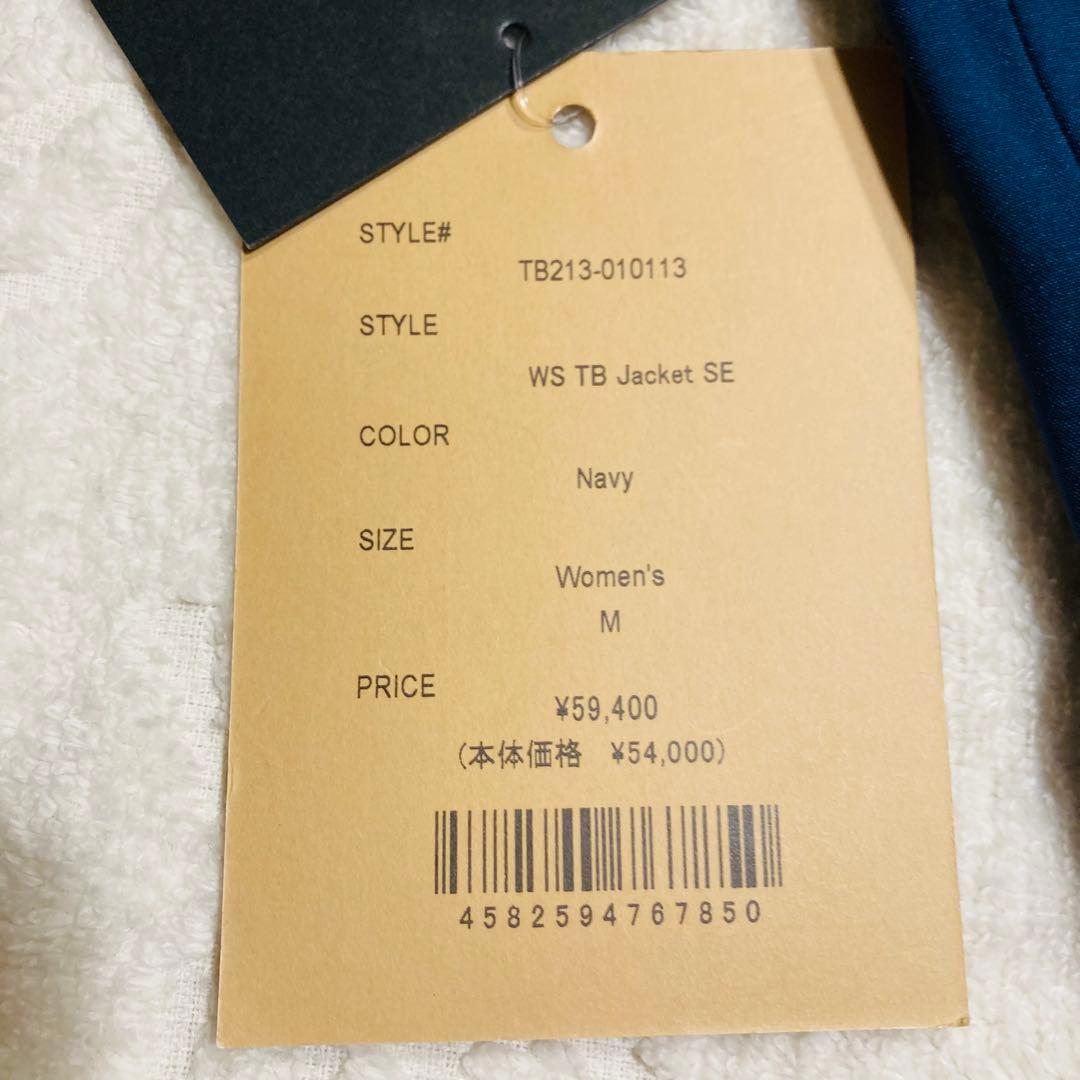 STYLE#
TB213-010113
STYLE
WS TB Jacket SE
COLOR
Navy
SIZE
Women's
M
PRICE
¥59,400
(本体価格　¥54,000)
4582594767850